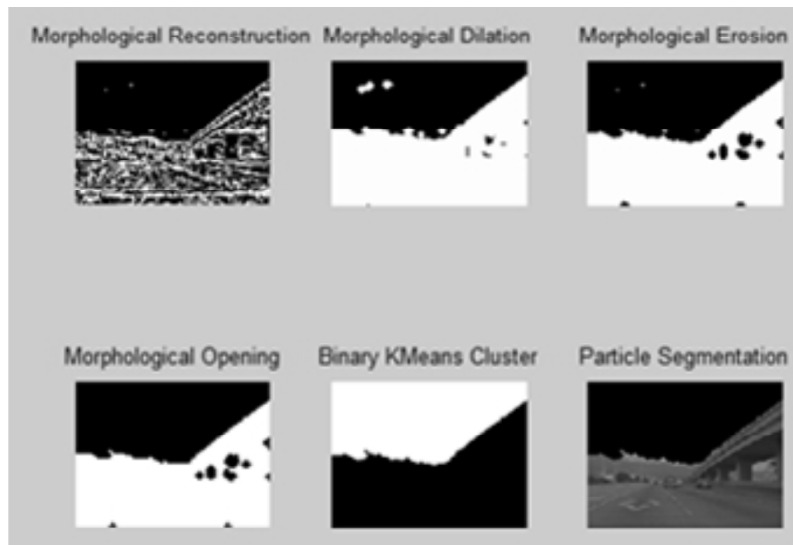 Morphological Reconstruction Morphological Dilation Morphological Erosion
Morphological Opening Binary KMeans Cluster Particle Segmentation